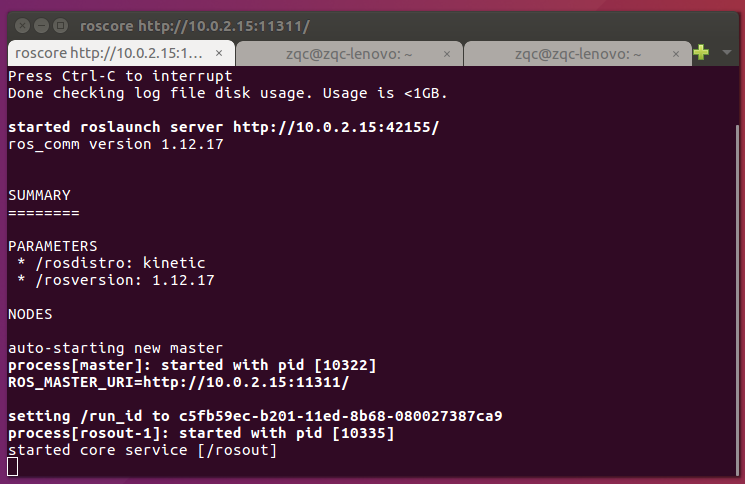 roscore http://10.0.2.15:11311/
roscore http://10.0.2.15:1... × zqc@zqc-lenovo: ~ × zqc@zqc-lenovo: ~ ×
Press Ctrl-C to interrupt
Done checking log file disk usage. Usage is <1GB.
started roslaunch server http://10.0.2.15:42155/
ros_comm version 1.12.17
SUMMARY
========
PARAMETERS
* /rosdistro: kinetic
* /rosversion: 1.12.17
NODES
auto-starting new master
process[master]: started with pid [10322]
ROS_MASTER_URI=http://10.0.2.15:11311/
setting /run_id to c5fb59ec-b201-11ed-8b68-080027387ca9
process[rosout-1]: started with pid [10335]
started core service [/rosout]